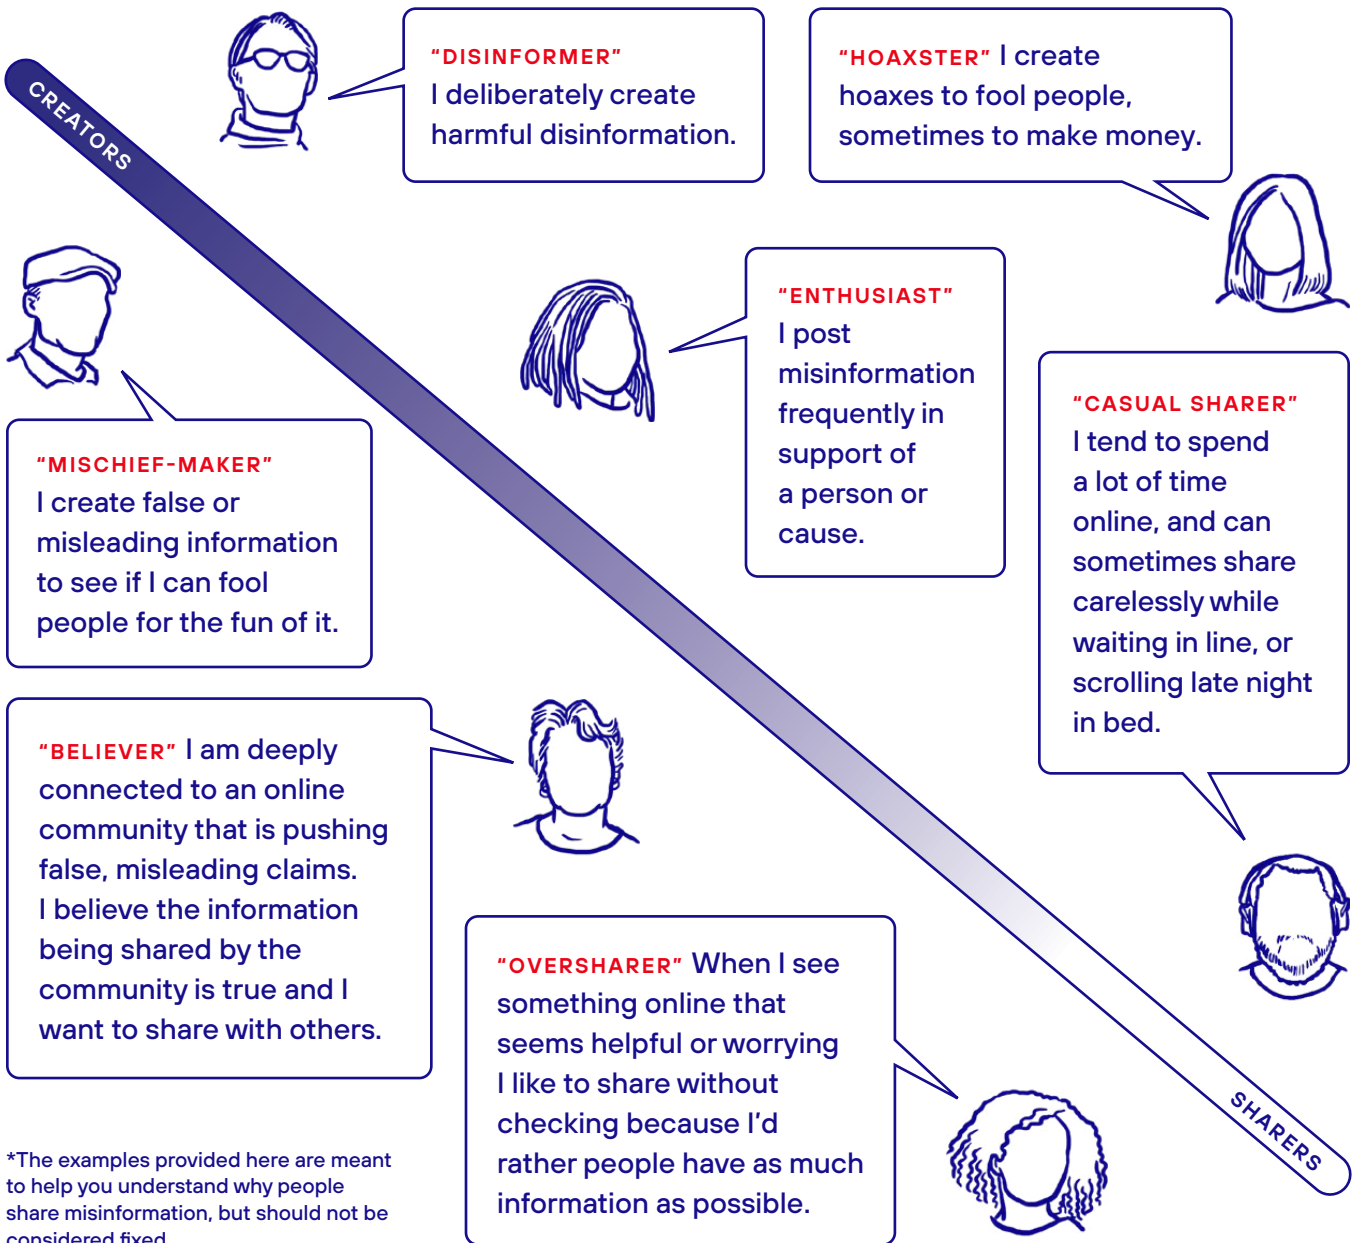 CREATORS
“DISINFORMER”
I deliberately create
harmful disinformation.
“HOAXSTER” I create
hoaxes to fool people,
sometimes to make money.
“ENTHUSIAST”
I post
misinformation
frequently in
support of
a person or
cause.
“CASUAL SHARER”
I tend to spend
a lot of time
online, and can
sometimes share
carelessly while
waiting in line, or
scrolling late night
in bed.
“MISCHIEF-MAKER”
I create false or
misleading information
to see if I can fool
people for the fun of it.
“BELIEVER” I am deeply
connected to an online
community that is pushing
false, misleading claims.
I believe the information
being shared by the
community is true and I
want to share with others.
“OVERSHARER” When I see
something online that
seems helpful or worrying
I like to share without
checking because I’d
rather people have as much
information as possible.
SHARERS
*The examples provided here are meant
to help you understand why people
share misinformation, but should not be
considered fixed